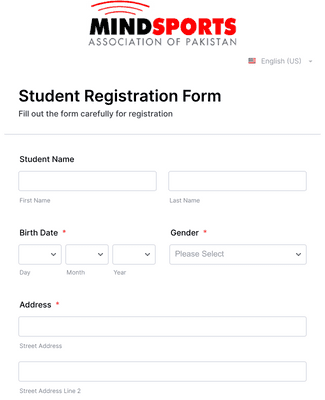 MINDSPORTS
ASSOCIATION OF PAKISTAN
English (US)
Student Registration Form
Fill out the form carefully for registration
Student Name
First Name Last Name
Birth Date * Gender *
Please Select
Day Month Year
Address *
Street Address
Street Address Line 2